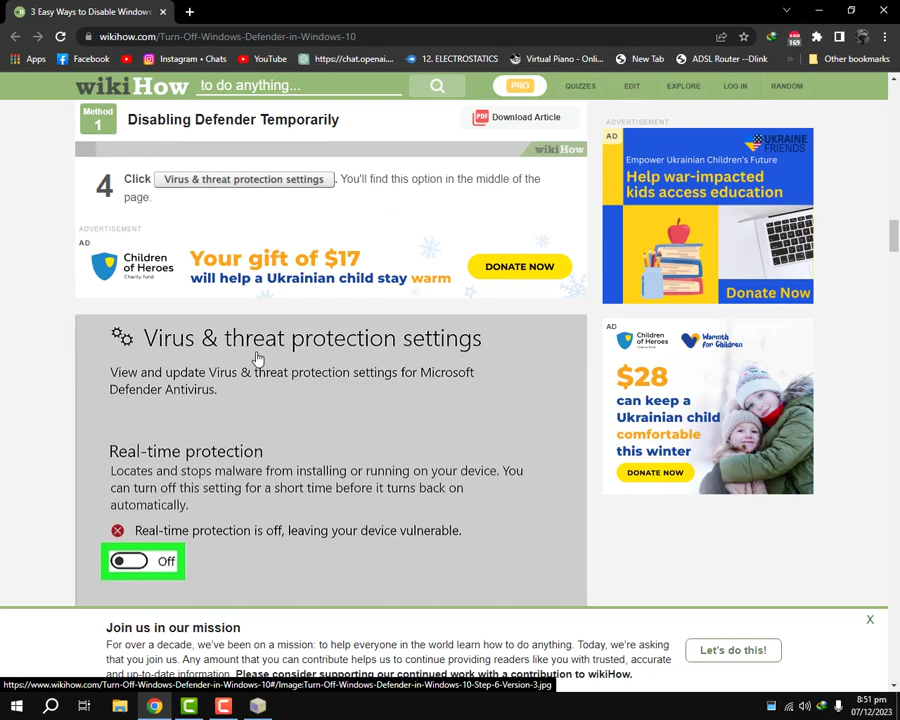 3 Easy Ways to Disable Windows
wikihow.com/Turn-Off-Windows-Defender-in-Windows-10
169
Apps
Facebook
Instagram • Chats
YouTube
https://chat.openai....
12. ELECTROSTATICS
Virtual Piano - Onli...
New Tab
ADSL Router --Dlink
»
Other bookmarks
wikiHow
to do anything...
PRO
QUIZZES
EDIT
EXPLORE
LOG IN
RANDOM
Method
1
Disabling Defender Temporarily
PDF
Download Article
wikiHow
4
Click Virus & threat protection settings. You'll find this option in the middle of the
page.
ADVERTISEMENT
AD
Children
of Heroes
Charity fund
Your gift of $17
will help a Ukrainian child stay warm
DONATE NOW
Virus & threat protection settings
View and update Virus & threat protection settings for Microsoft
Defender Antivirus.
Real-time protection
Locates and stops malware from installing or running on your device. You
can turn off this setting for a short time before it turns back on
automatically.
Real-time protection is off, leaving your device vulnerable.
Off
ADVERTISEMENT
AD
UKRAINE
FRIENDS
Empower Ukrainian Children's Future
Help war-impacted
kids access education
Donate Now
AD
Children
of Heroes
Warmth
for Children
$28
can keep a
Ukrainian child
comfortable
this winter
DONATE NOW
X
Join us in our mission
For over a decade, we've been on a mission: to help everyone in the world learn how to do anything. Today, we're asking
that you join us. Any amount that you can contribute helps us to continue providing readers like you with trusted, accurate
and up-to-date information. Please consider supporting our continued work with a contribution to wikiHow.
Let's do this!
https://www.wikihow.com/Turn-Off-Windows-Defender-in-Windows-10#/Image:Turn-Off-Windows-Defender-in-Windows-10-Step-6-Version-3.jpg
8:51 pm
07/12/2023